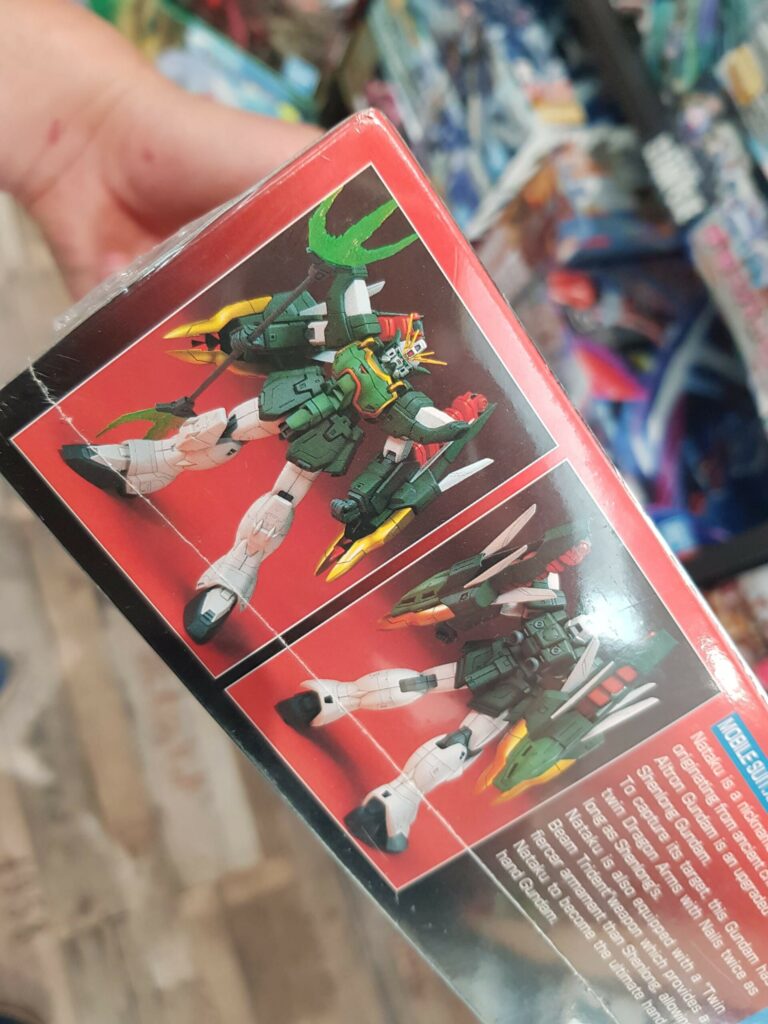 MOBILE SUIT
Nataku is a
originating from ancient
Altron Gundam is an upgraded
Shenlong Gundam.
To capture its target, this Gundam has
twin Dragon Arms with Nails twice as
long as Shenlong's.
Nataku is also equipped with a "Twin
Beam Trident" weapon which provides a
fiercer armament than Shenlong, allowing
Nataku to become the ultimate hand
hand Gundam.